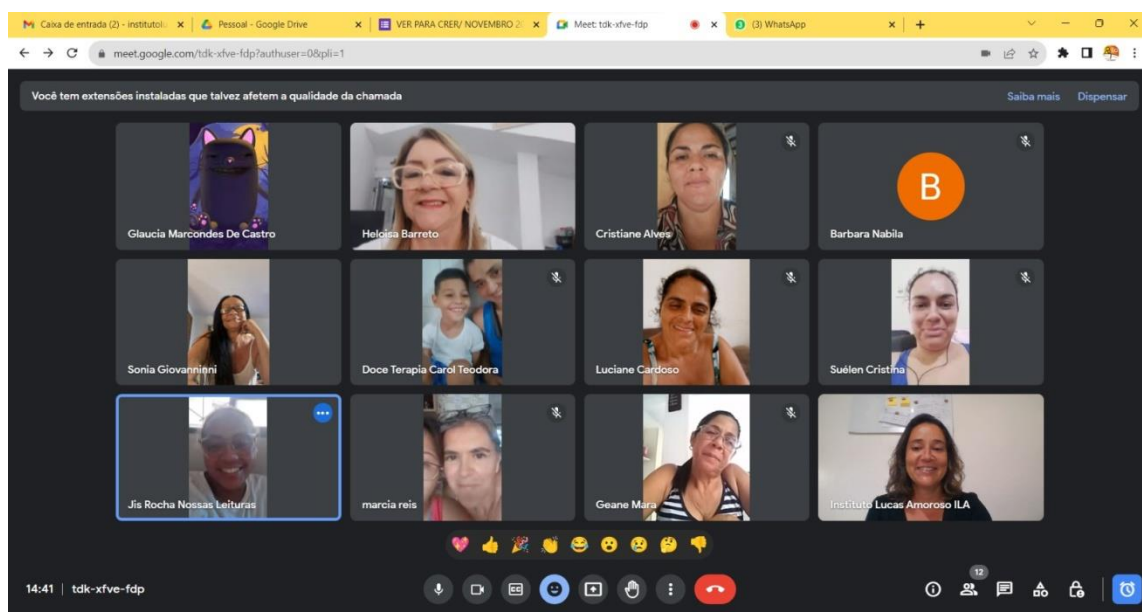 Caixa de entrada (2) - instituto
Pessoal - Google Drive
VER PARA CRER/ NOVEMBRO 2
Meet: tdk-xfve-fdp
(3) WhatsApp
meet.google.com/tdk-xfve-fdp?authuser=0&pli=1
Você tem extensões instaladas que talvez afetem a qualidade da chamada
Saiba mais Dispensar
Glaucia Marcondes De Castro
Heloisa Barreto
Cristiane Alves
B
Barbara Nabila
Sonia Giovanninni
Doce Terapia Carol Teodora
Luciane Cardoso
Suélen Cristina
Jis Rocha Nossas Leituras
marcia reis
Geane Mara
Instituto Lucas Amoroso ILA
14:41 | tdk-xfve-fdp
12